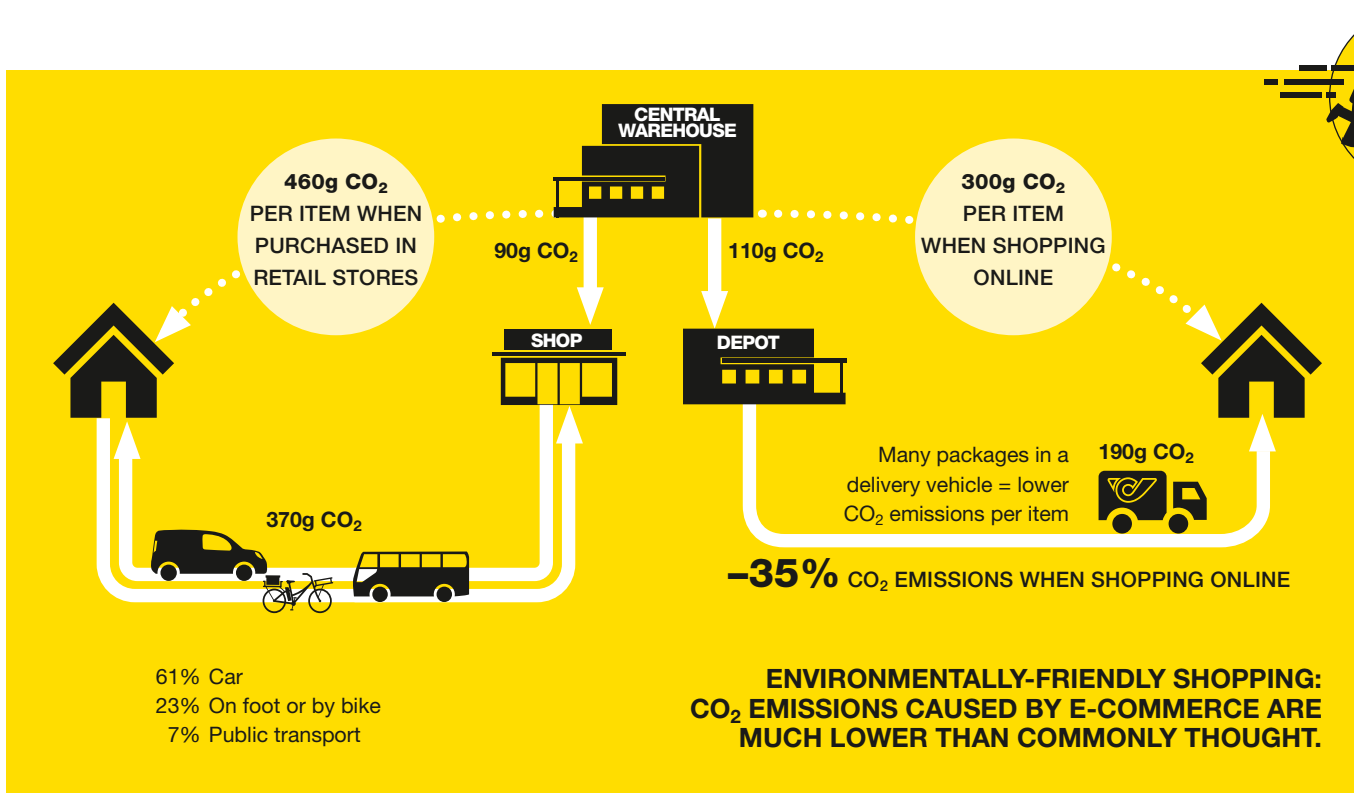 CENTRAL
WAREHOUSE
460g CO₂
PER ITEM WHEN
PURCHASED IN
RETAIL STORES
90g CO₂
110g CO₂
300g CO₂
PER ITEM
WHEN SHOPPING
ONLINE
SHOP
DEPOT
370g CO₂
Many packages in a
delivery vehicle = lower
CO₂ emissions per item
190g CO₂
–35% CO₂ EMISSIONS WHEN SHOPPING ONLINE
61% Car
23% On foot or by bike
7% Public transport
ENVIRONMENTALLY-FRIENDLY SHOPPING:
CO₂ EMISSIONS CAUSED BY E-COMMERCE ARE
MUCH LOWER THAN COMMONLY THOUGHT.